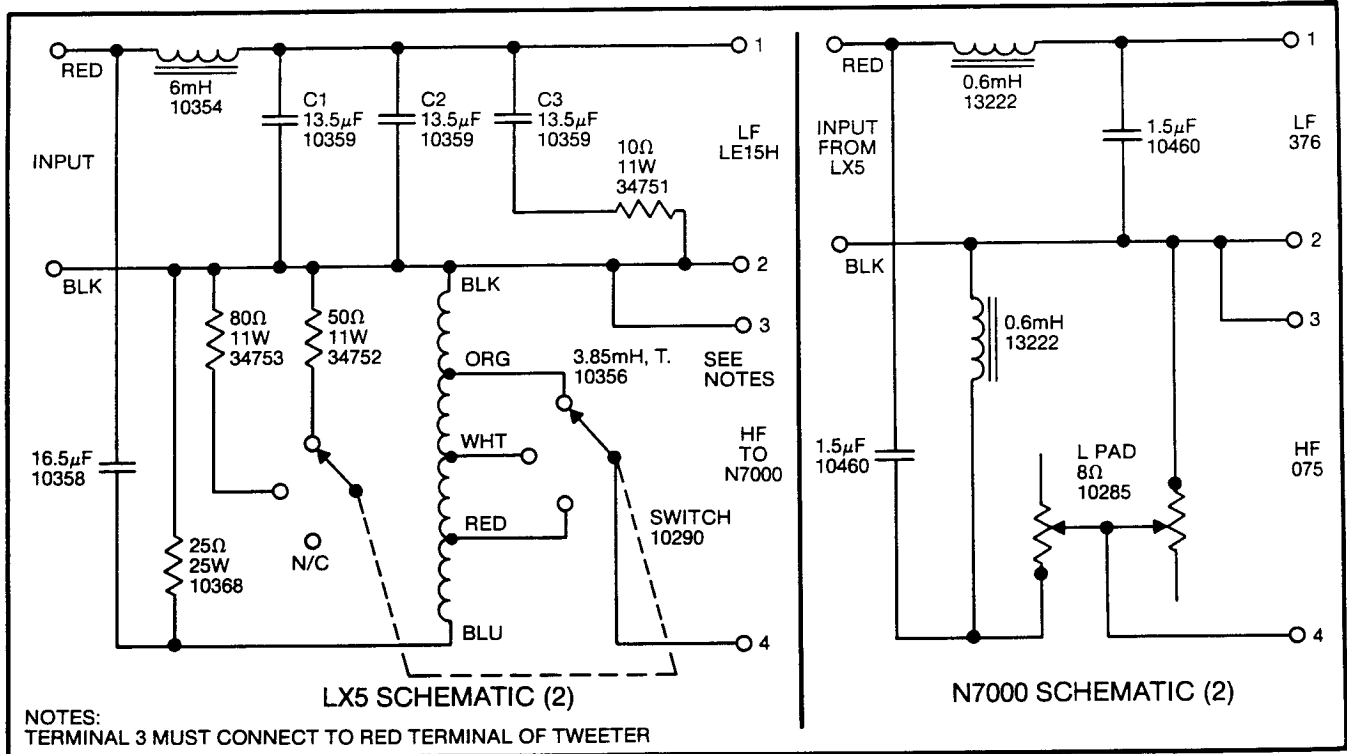 RED
6mH
10354
C1
13.5μF
10359
C2
13.5μF
10359
C3
13.5μF
10359
1
LF
LE15H
INPUT
10Ω
11W
34751
BLK
2
80Ω
11W
34753
50Ω
11W
34752
BLK
3
ORG
3.85mH, T.
10356
SEE
NOTES
WHT
HF
TO
N7000
16.5μF
10358
RED
SWITCH
10290
25Ω
25W
10368
N/C
BLU
4
LX5 SCHEMATIC (2)
NOTES:
TERMINAL 3 MUST CONNECT TO RED TERMINAL OF TWEETER
RED
0.6mH
13222
1
INPUT
FROM
LX5
1.5μF
10460
LF
376
BLK
2
0.6mH
13222
3
1.5μF
10460
L PAD
8Ω
10285
HF
075
4
N7000 SCHEMATIC (2)